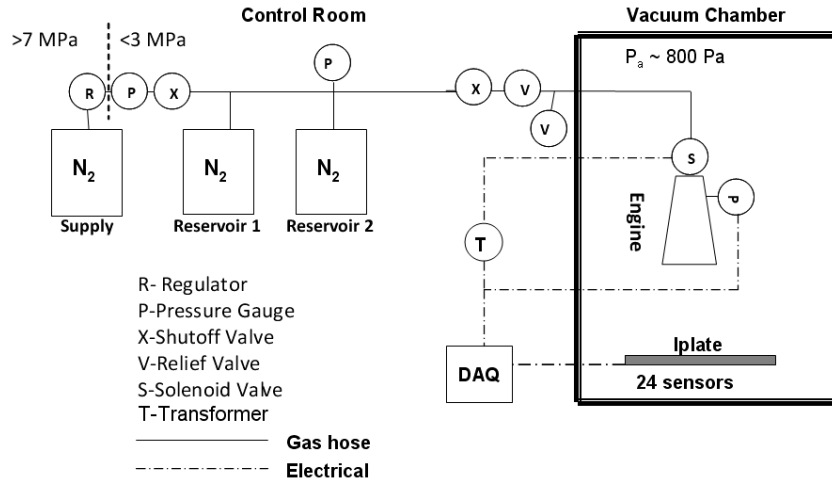 Control Room
Vacuum Chamber
>7 MPa
<3 MPa
P
Pa ~ 800 Pa
R
P
X
X
V
V
N2
N2
N2
S
P
Engine
Supply
Reservoir 1
Reservoir 2
T
R- Regulator
P-Pressure Gauge
X-Shutoff Valve
V-Relief Valve
S-Solenoid Valve
T-Transformer
Iplate
DAQ
24 sensors
Gas hose
Electrical